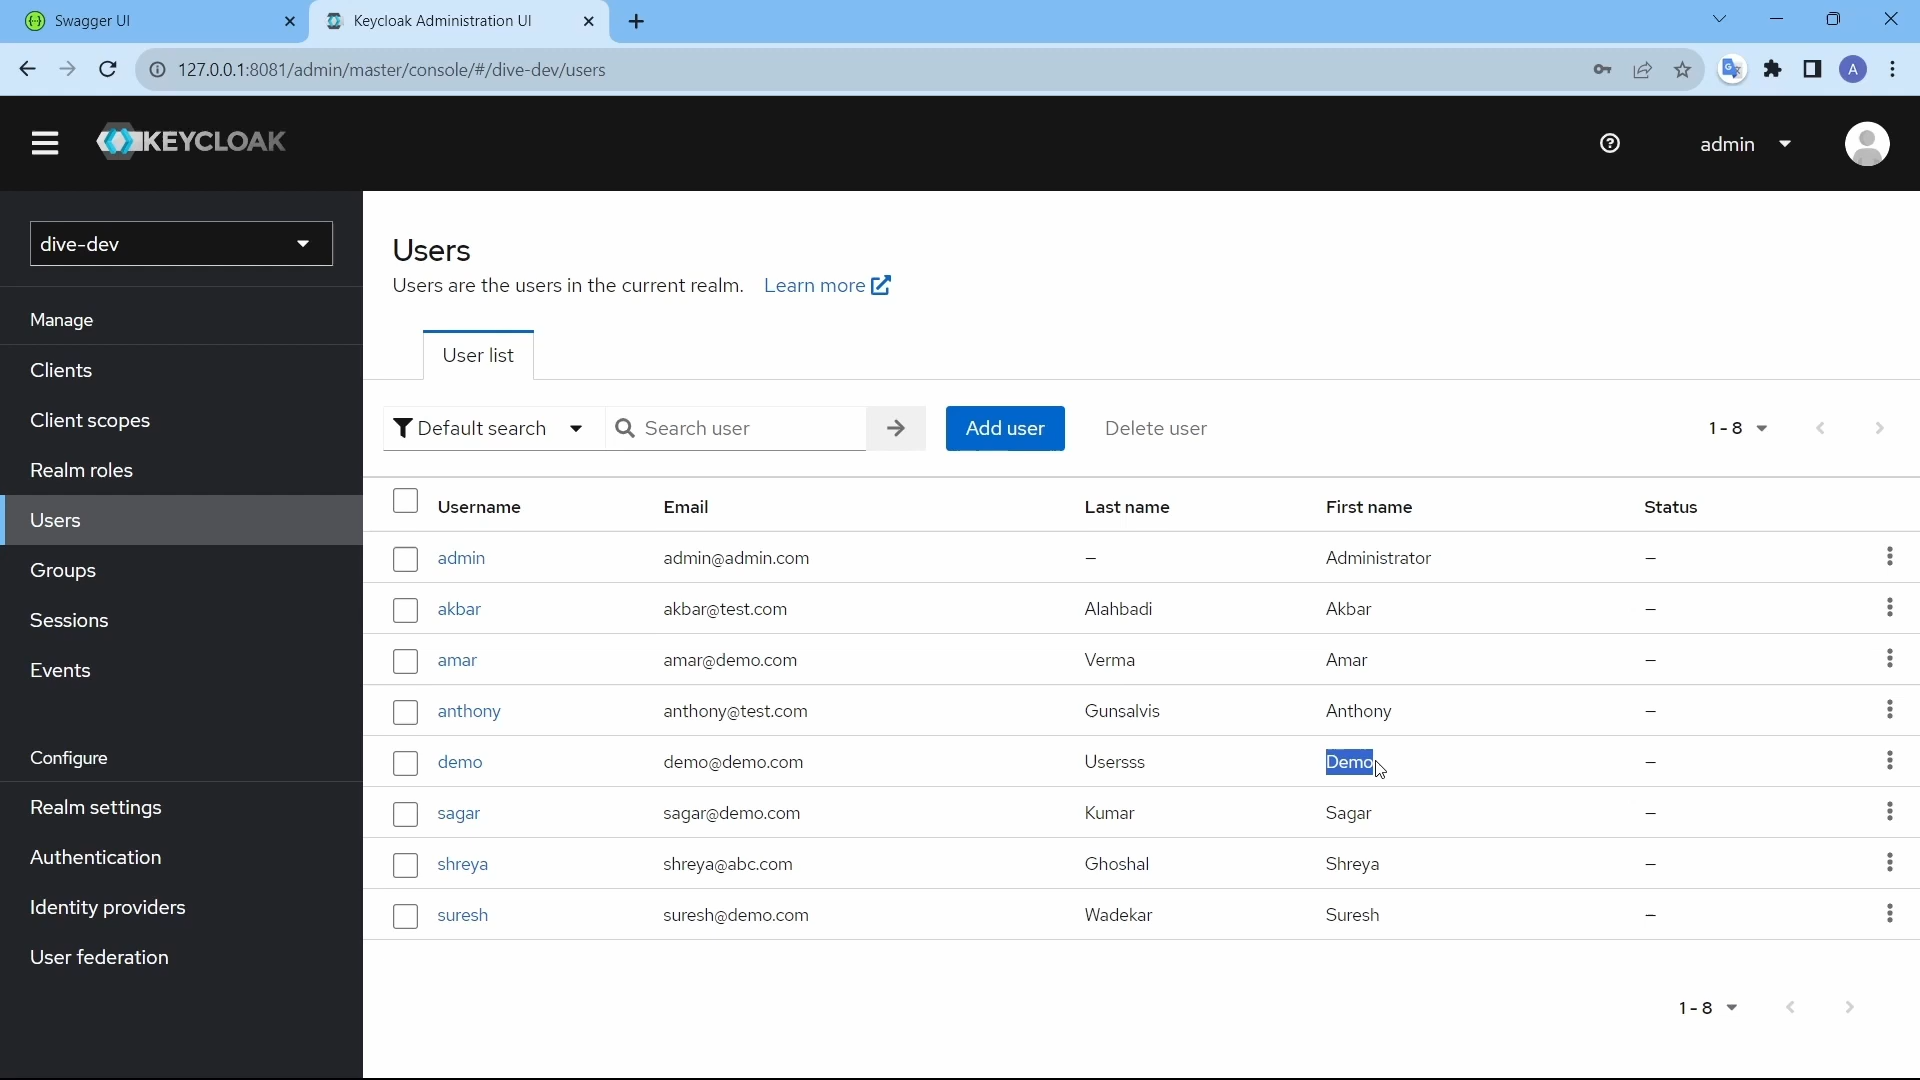 Swagger UI
Keycloak Administration UI
127.0.0.1:8081/admin/master/console/#/dive-dev/users
A
KEYCLOAK
admin
dive-dev
Manage
Clients
Client scopes
Realm roles
Users
Groups
Sessions
Events
Configure
Realm settings
Authentication
Identity providers
User federation
Users
Users are the users in the current realm. Learn more
User list
Default search Search user Add user Delete user 1 - 8
Username Email Last name First name Status
admin admin@admin.com – Administrator –
akbar akbar@test.com Alahbadi Akbar –
amar amar@demo.com Verma Amar –
anthony anthony@test.com Gunsalvis Anthony –
demo demo@demo.com Usersss Demo –
sagar sagar@demo.com Kumar Sagar –
shreya shreya@abc.com Ghoshal Shreya –
suresh suresh@demo.com Wadekar Suresh –
1 - 8